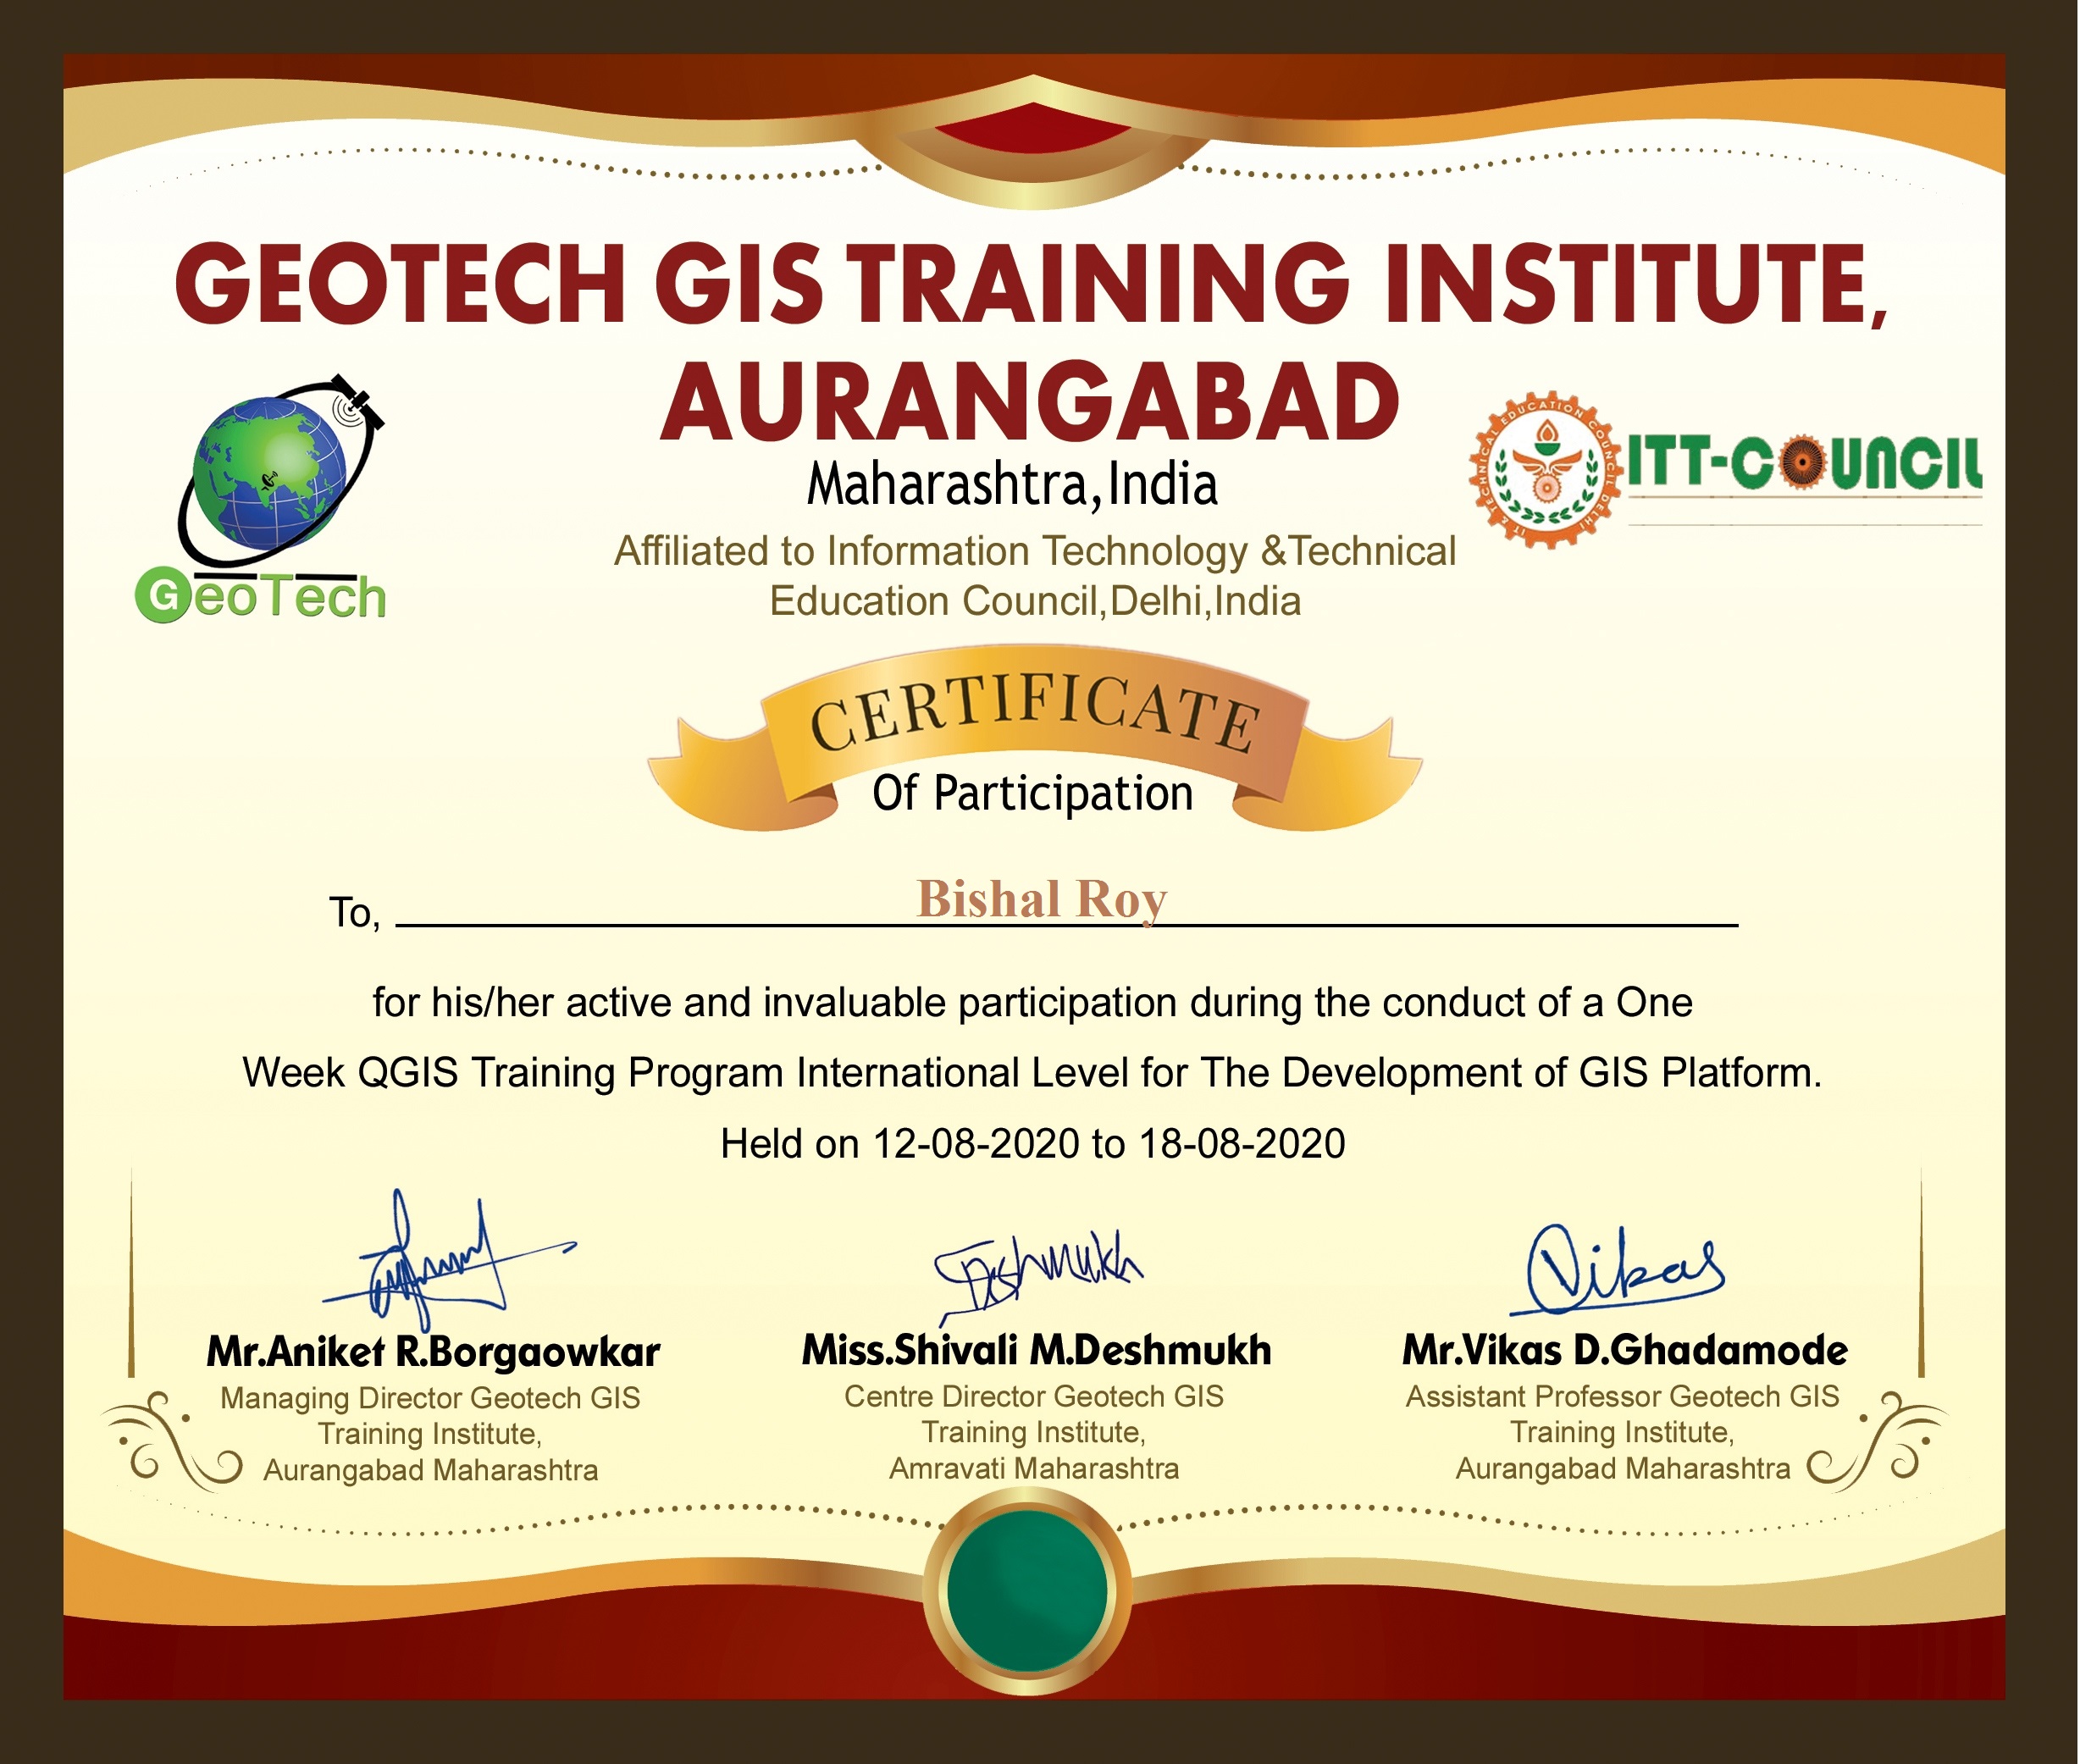 GEOTECH GIS TRAINING INSTITUTE,
AURANGABAD
Maharashtra,India
Affiliated to Information Technology &Technical
Education Council,Delhi,India
GeoTech
IT & TECHNICAL EDUCATION COUNCIL DELHI
ITT-COUNCIL
CERTIFICATE
Of Participation
To, Bishal Roy
for his/her active and invaluable participation during the conduct of a One
Week QGIS Training Program International Level for The Development of GIS Platform.
Held on 12-08-2020 to 18-08-2020
Deshmukh
Vikas
Mr.Aniket R.Borgaowkar
Managing Director Geotech GIS
Training Institute,
Aurangabad Maharashtra
Miss.Shivali M.Deshmukh
Centre Director Geotech GIS
Training Institute,
Amravati Maharashtra
Mr.Vikas D.Ghadamode
Assistant Professor Geotech GIS
Training Institute,
Aurangabad Maharashtra